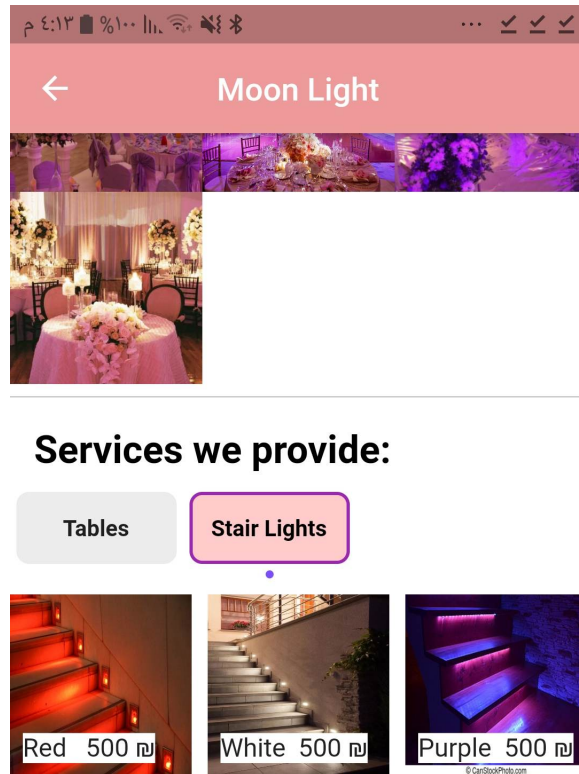 م ٤:١٣ %١٠٠
Moon Light
Services we provide:
Tables
Stair Lights
Red 500 ₪
White 500 ₪
Purple 500 ₪
© CanStockPhoto.com